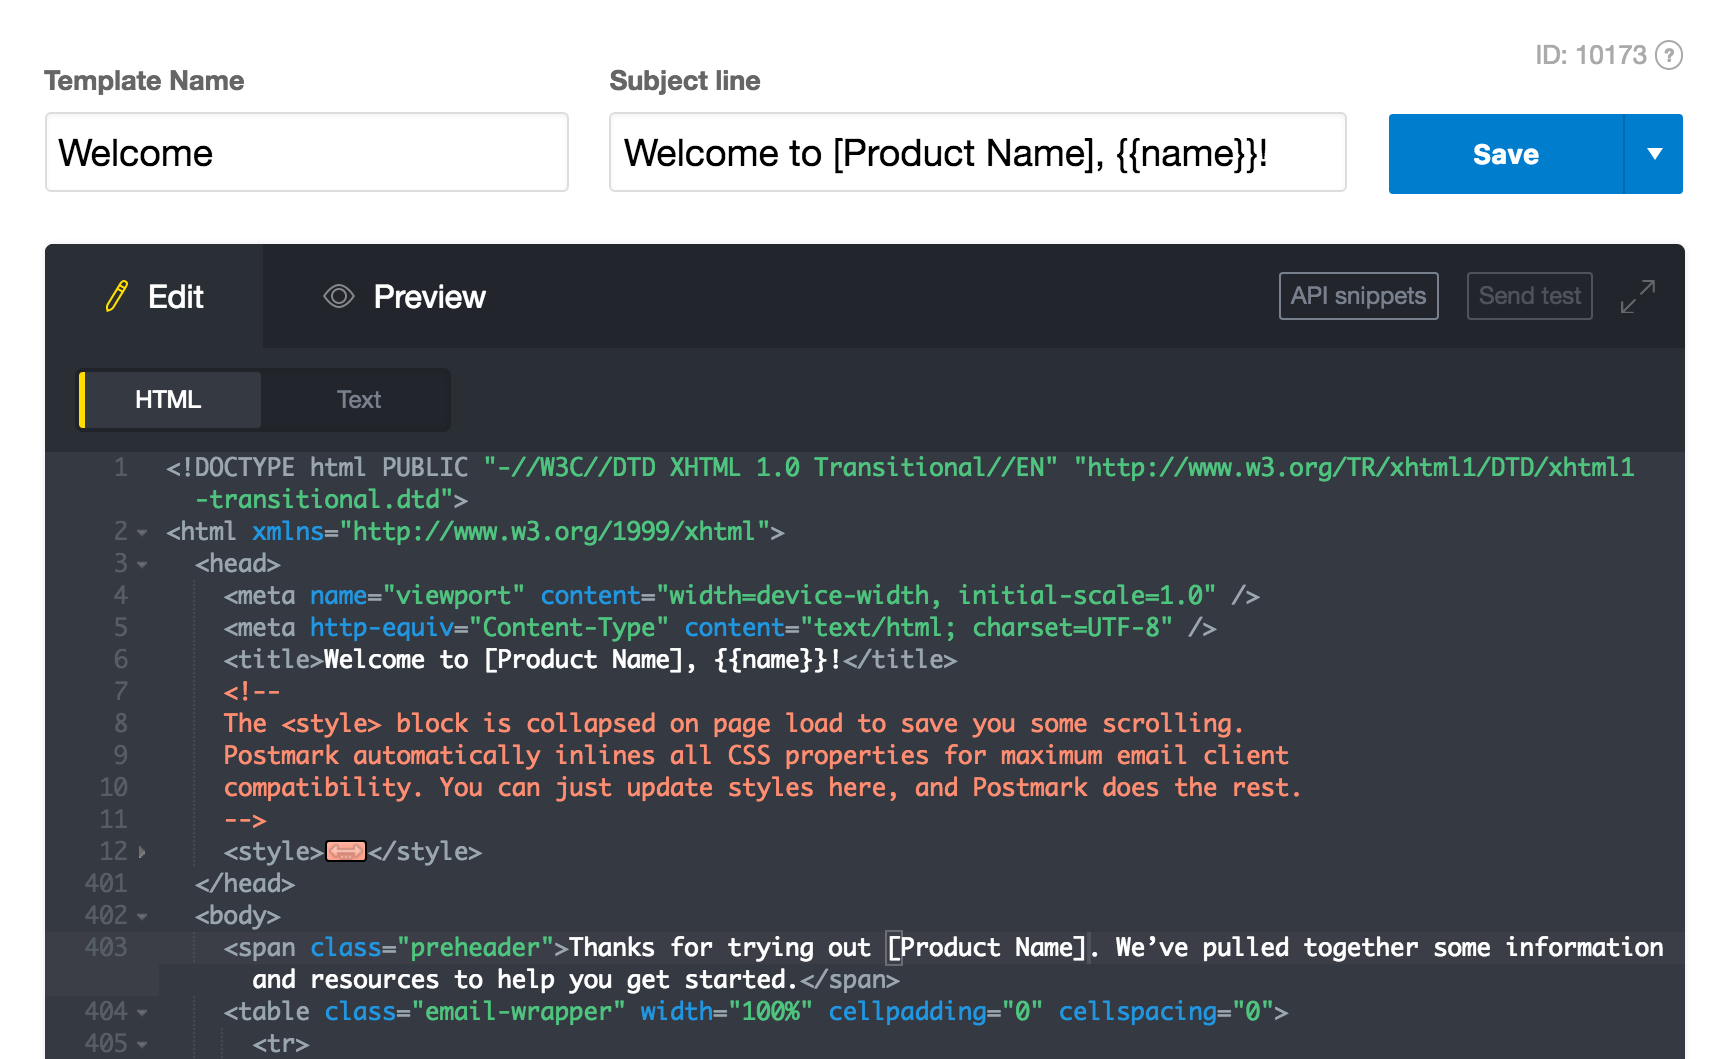 ID: 10173 ?
Template Name
Subject line
Welcome
Welcome to [Product Name], {{name}}!
Save
Edit
Preview
API snippets
Send test
HTML
Text
1 <!DOCTYPE html PUBLIC "-//W3C//DTD XHTML 1.0 Transitional//EN" "http://www.w3.org/TR/xhtml1/DTD/xhtml1
-transitional.dtd">
2 <html xmlns="http://www.w3.org/1999/xhtml">
3 <head>
4 <meta name="viewport" content="width=device-width, initial-scale=1.0" />
5 <meta http-equiv="Content-Type" content="text/html; charset=UTF-8" />
6 <title>Welcome to [Product Name], {{name}}!</title>
7 <!--
8 The <style> block is collapsed on page load to save you some scrolling.
9 Postmark automatically inlines all CSS properties for maximum email client
10 compatibility. You can just update styles here, and Postmark does the rest.
11 -->
12 <style></style>
401 </head>
402 <body>
403 <span class="preheader">Thanks for trying out [Product Name]. We’ve pulled together some information
and resources to help you get started.</span>
404 <table class="email-wrapper" width="100%" cellpadding="0" cellspacing="0">
405 <tr>